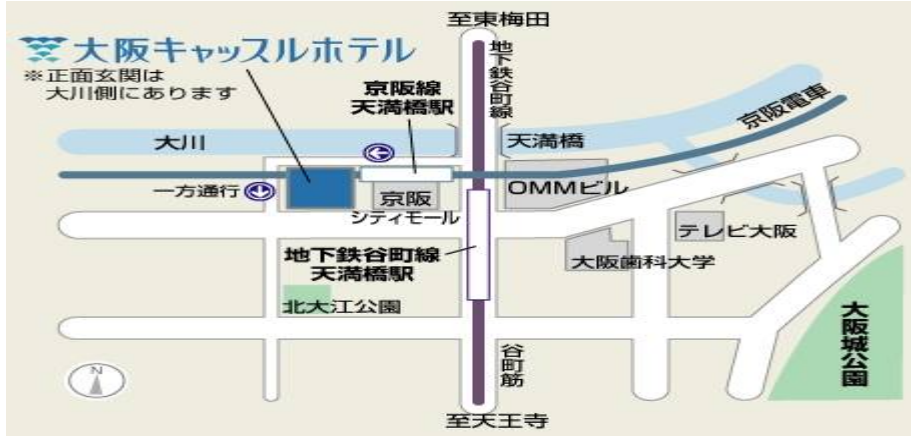 至東梅田
大阪キャッスルホテル
※正面玄関は
大川側にあります
地下鉄谷町線
京阪線
天満橋駅
京阪電車
大川
天満橋
一方通行
京阪
シティモール
OMMビル
テレビ大阪
大阪歯科大学
地下鉄谷町線
天満橋駅
北大江公園
大阪城公園
谷町筋
N
至天王寺